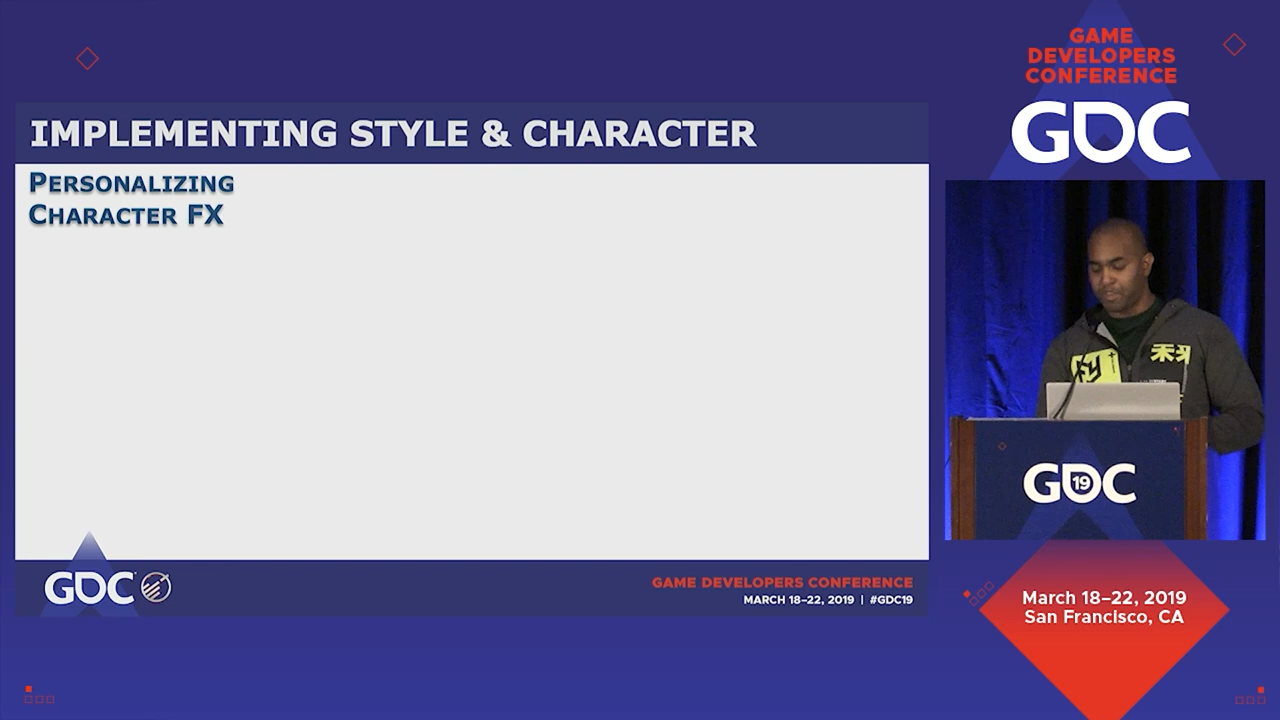 GAME
DEVELOPERS
CONFERENCE
GDC
IMPLEMENTING STYLE & CHARACTER
PERSONALIZING
CHARACTER FX
GDC
GAME DEVELOPERS CONFERENCE
MARCH 18–22, 2019 | #GDC19
GDC
19
March 18–22, 2019
San Francisco, CA